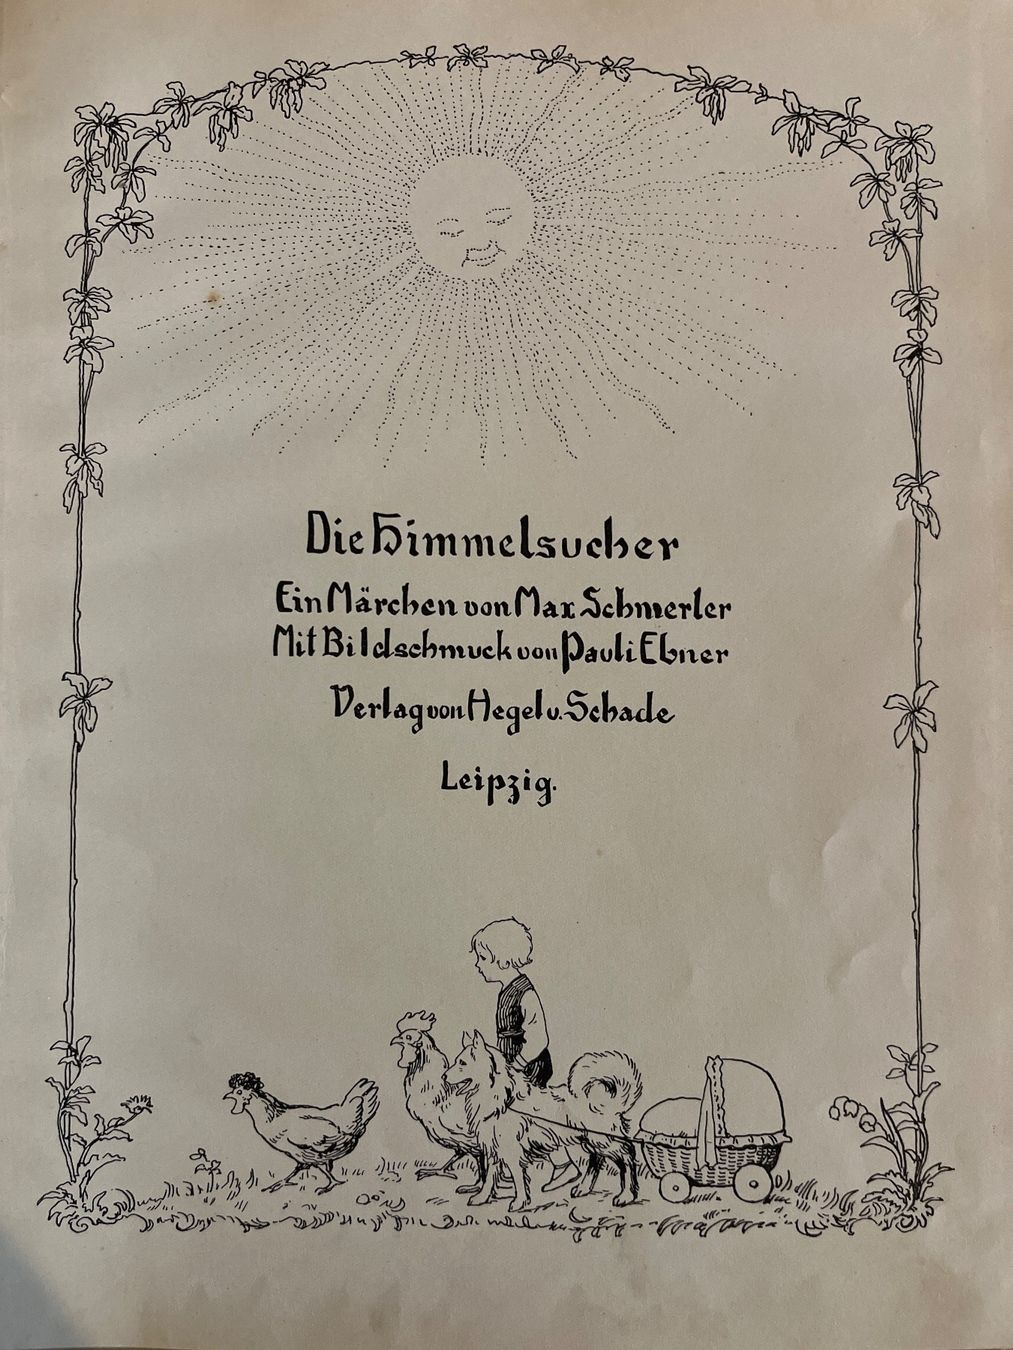 Die Himmelsucher
Ein Märchen von Max Schmerler
Mit Bildschmuck von Pauli Ebner
Verlag von Hegel u. Schade
Leipzig.